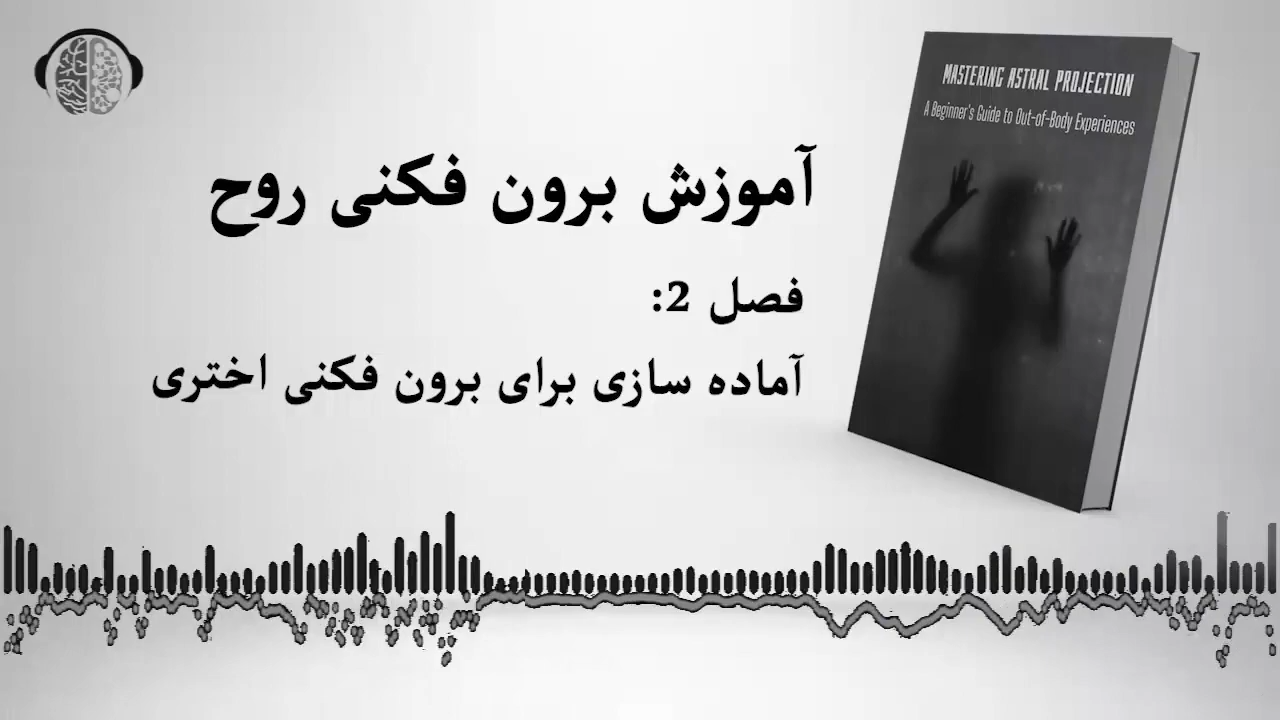 آموزش برون فکنی روح
فصل 2:
آماده سازی برای برون فکنی اختری
MASTERING ASTRAL PROJECTION
A Beginner's Guide to Out-of-Body Experiences